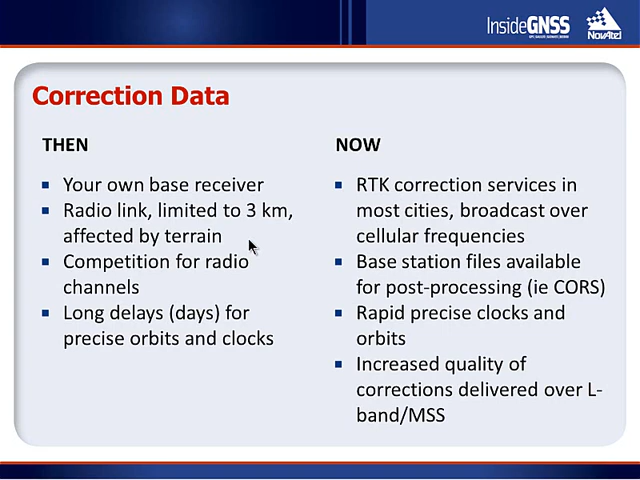 InsideGNSS
NovAtel
Correction Data
THEN
Your own base receiver
Radio link, limited to 3 km,
affected by terrain
Competition for radio
channels
Long delays (days) for
precise orbits and clocks
NOW
RTK correction services in
most cities, broadcast over
cellular frequencies
Base station files available
for post-processing (ie CORS)
Rapid precise clocks and
orbits
Increased quality of
corrections delivered over L-
band/MSS